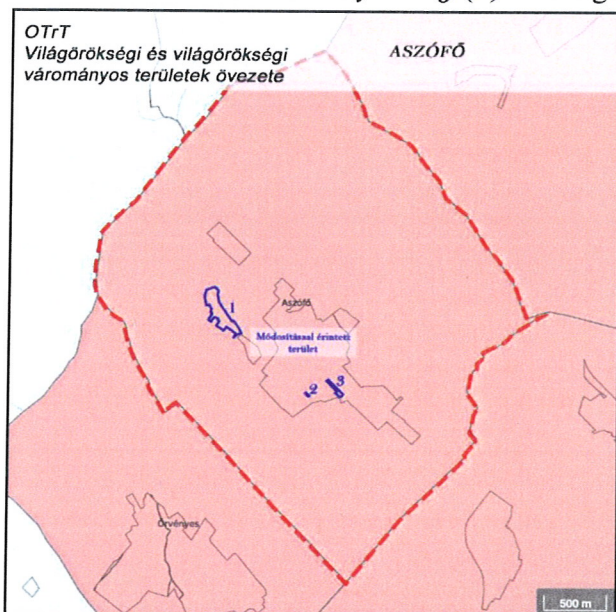 OTrT
Világörökségi és világörökségi
várományos területek övezete
ASZÓFŐ
1
Aszófő
Módosítással érintett
terület
2
3
Örvényes
500 m